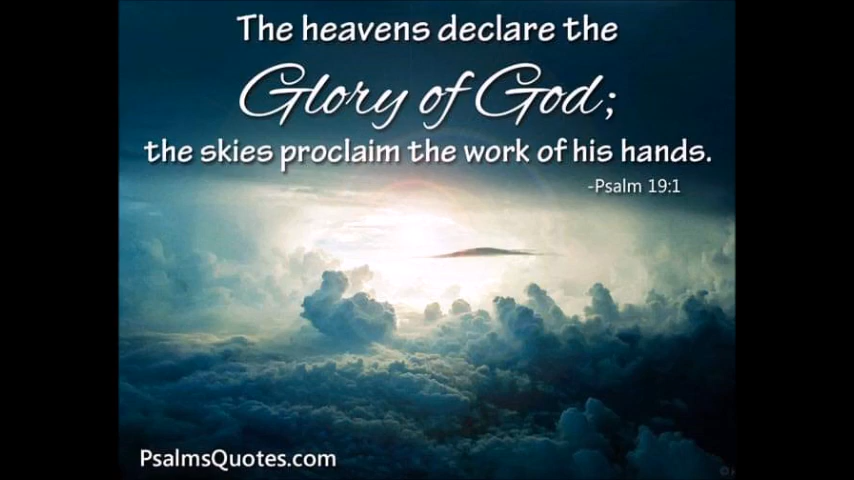 The heavens declare the
Glory of God;
the skies proclaim the work of his hands.
-Psalm 19:1
PsalmsQuotes.com